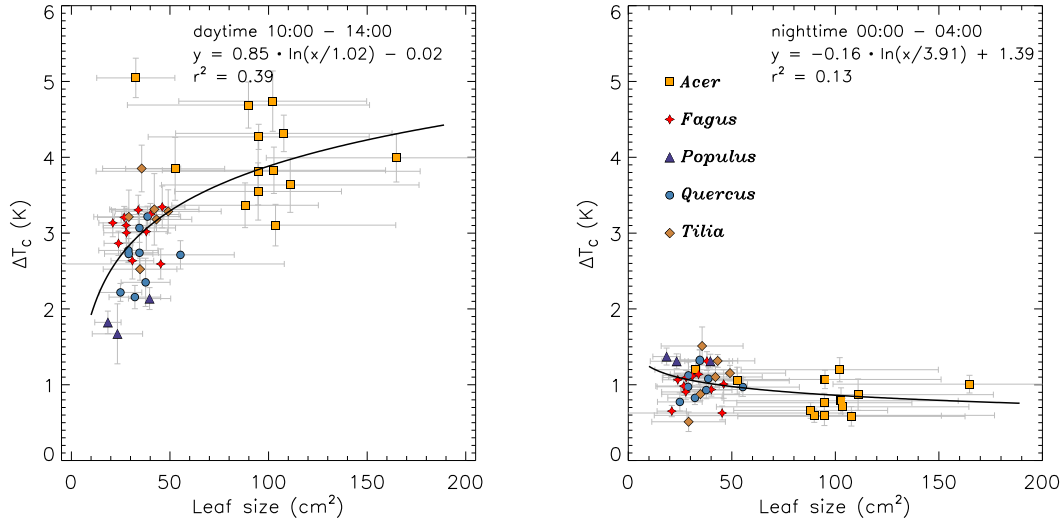 daytime 10:00 – 14:00
y = 0.85 • ln(x/1.02) – 0.02
r² = 0.39
6
5
4
3
2
1
0
ΔT_C (K)
0 50 100 150 200
Leaf size (cm²)
nighttime 00:00 – 04:00
y = –0.16 • ln(x/3.91) + 1.39
r² = 0.13
Acer
Fagus
Populus
Quercus
Tilia
6
5
4
3
2
1
0
ΔT_C (K)
0 50 100 150 200
Leaf size (cm²)